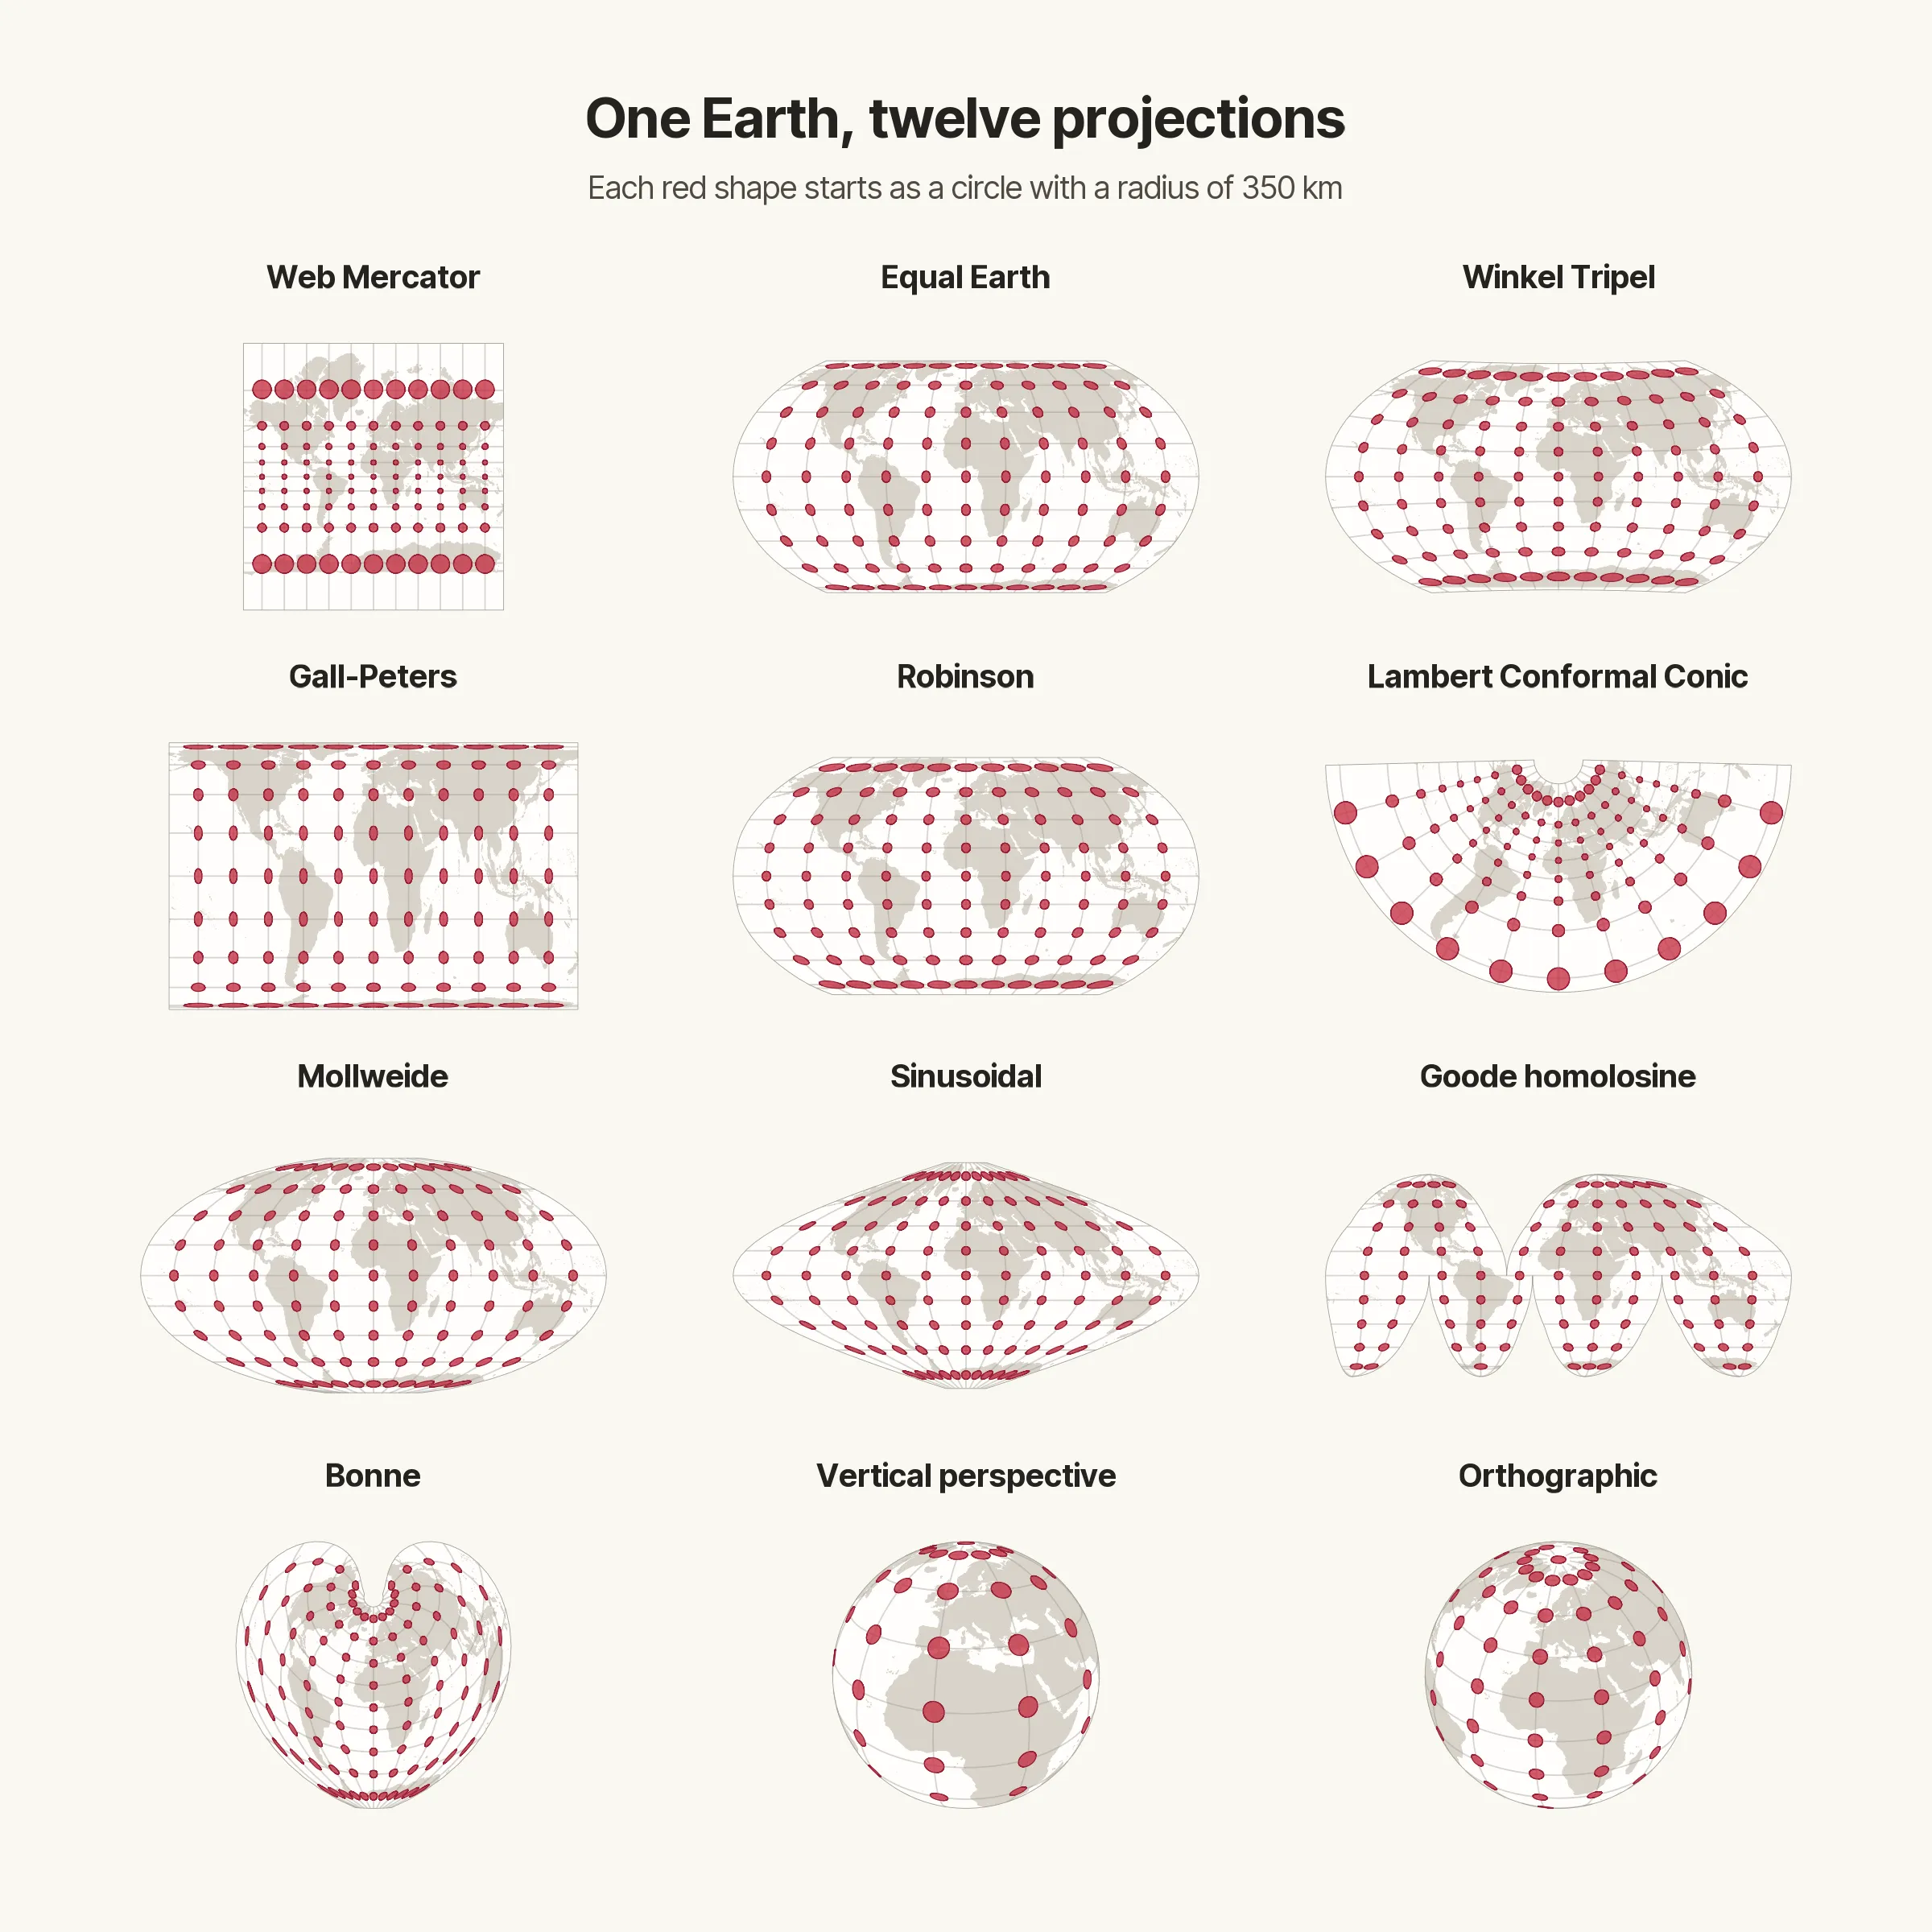 One Earth, twelve projections
Each red shape starts as a circle with a radius of 350 km
Web Mercator
Equal Earth
Winkel Tripel
Gall-Peters
Robinson
Lambert Conformal Conic
Mollweide
Sinusoidal
Goode homolosine
Bonne
Vertical perspective
Orthographic